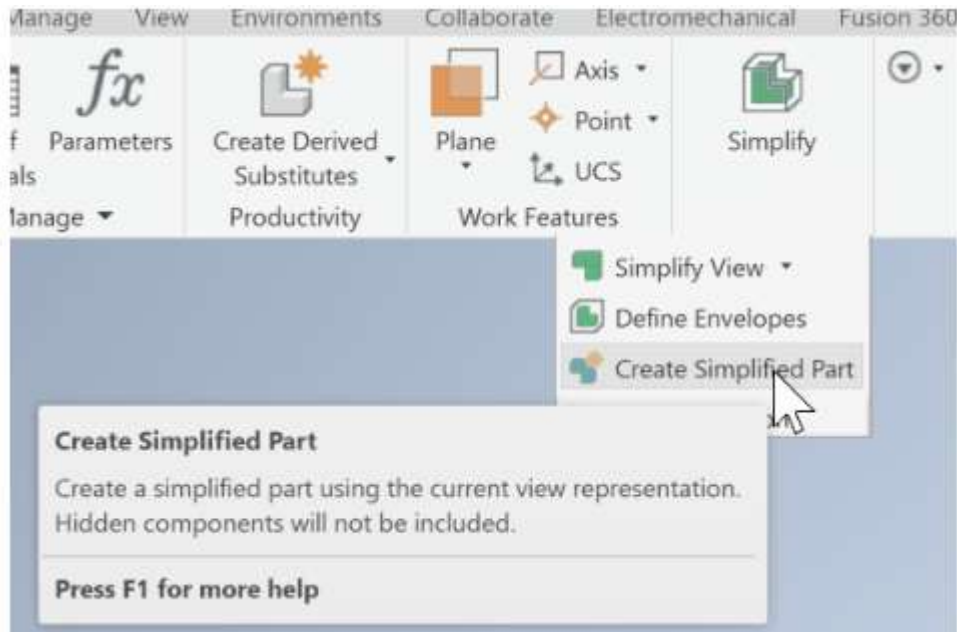 Manage View Environments Collaborate Electromechanical Fusion 360
fx
Parameters
Create Derived
Substitutes
Productivity
Plane
Axis
Point
UCS
Work Features
Simplify
Simplify View
Define Envelopes
Create Simplified Part
Create Simplified Part
Create a simplified part using the current view representation.
Hidden components will not be included.
Press F1 for more help